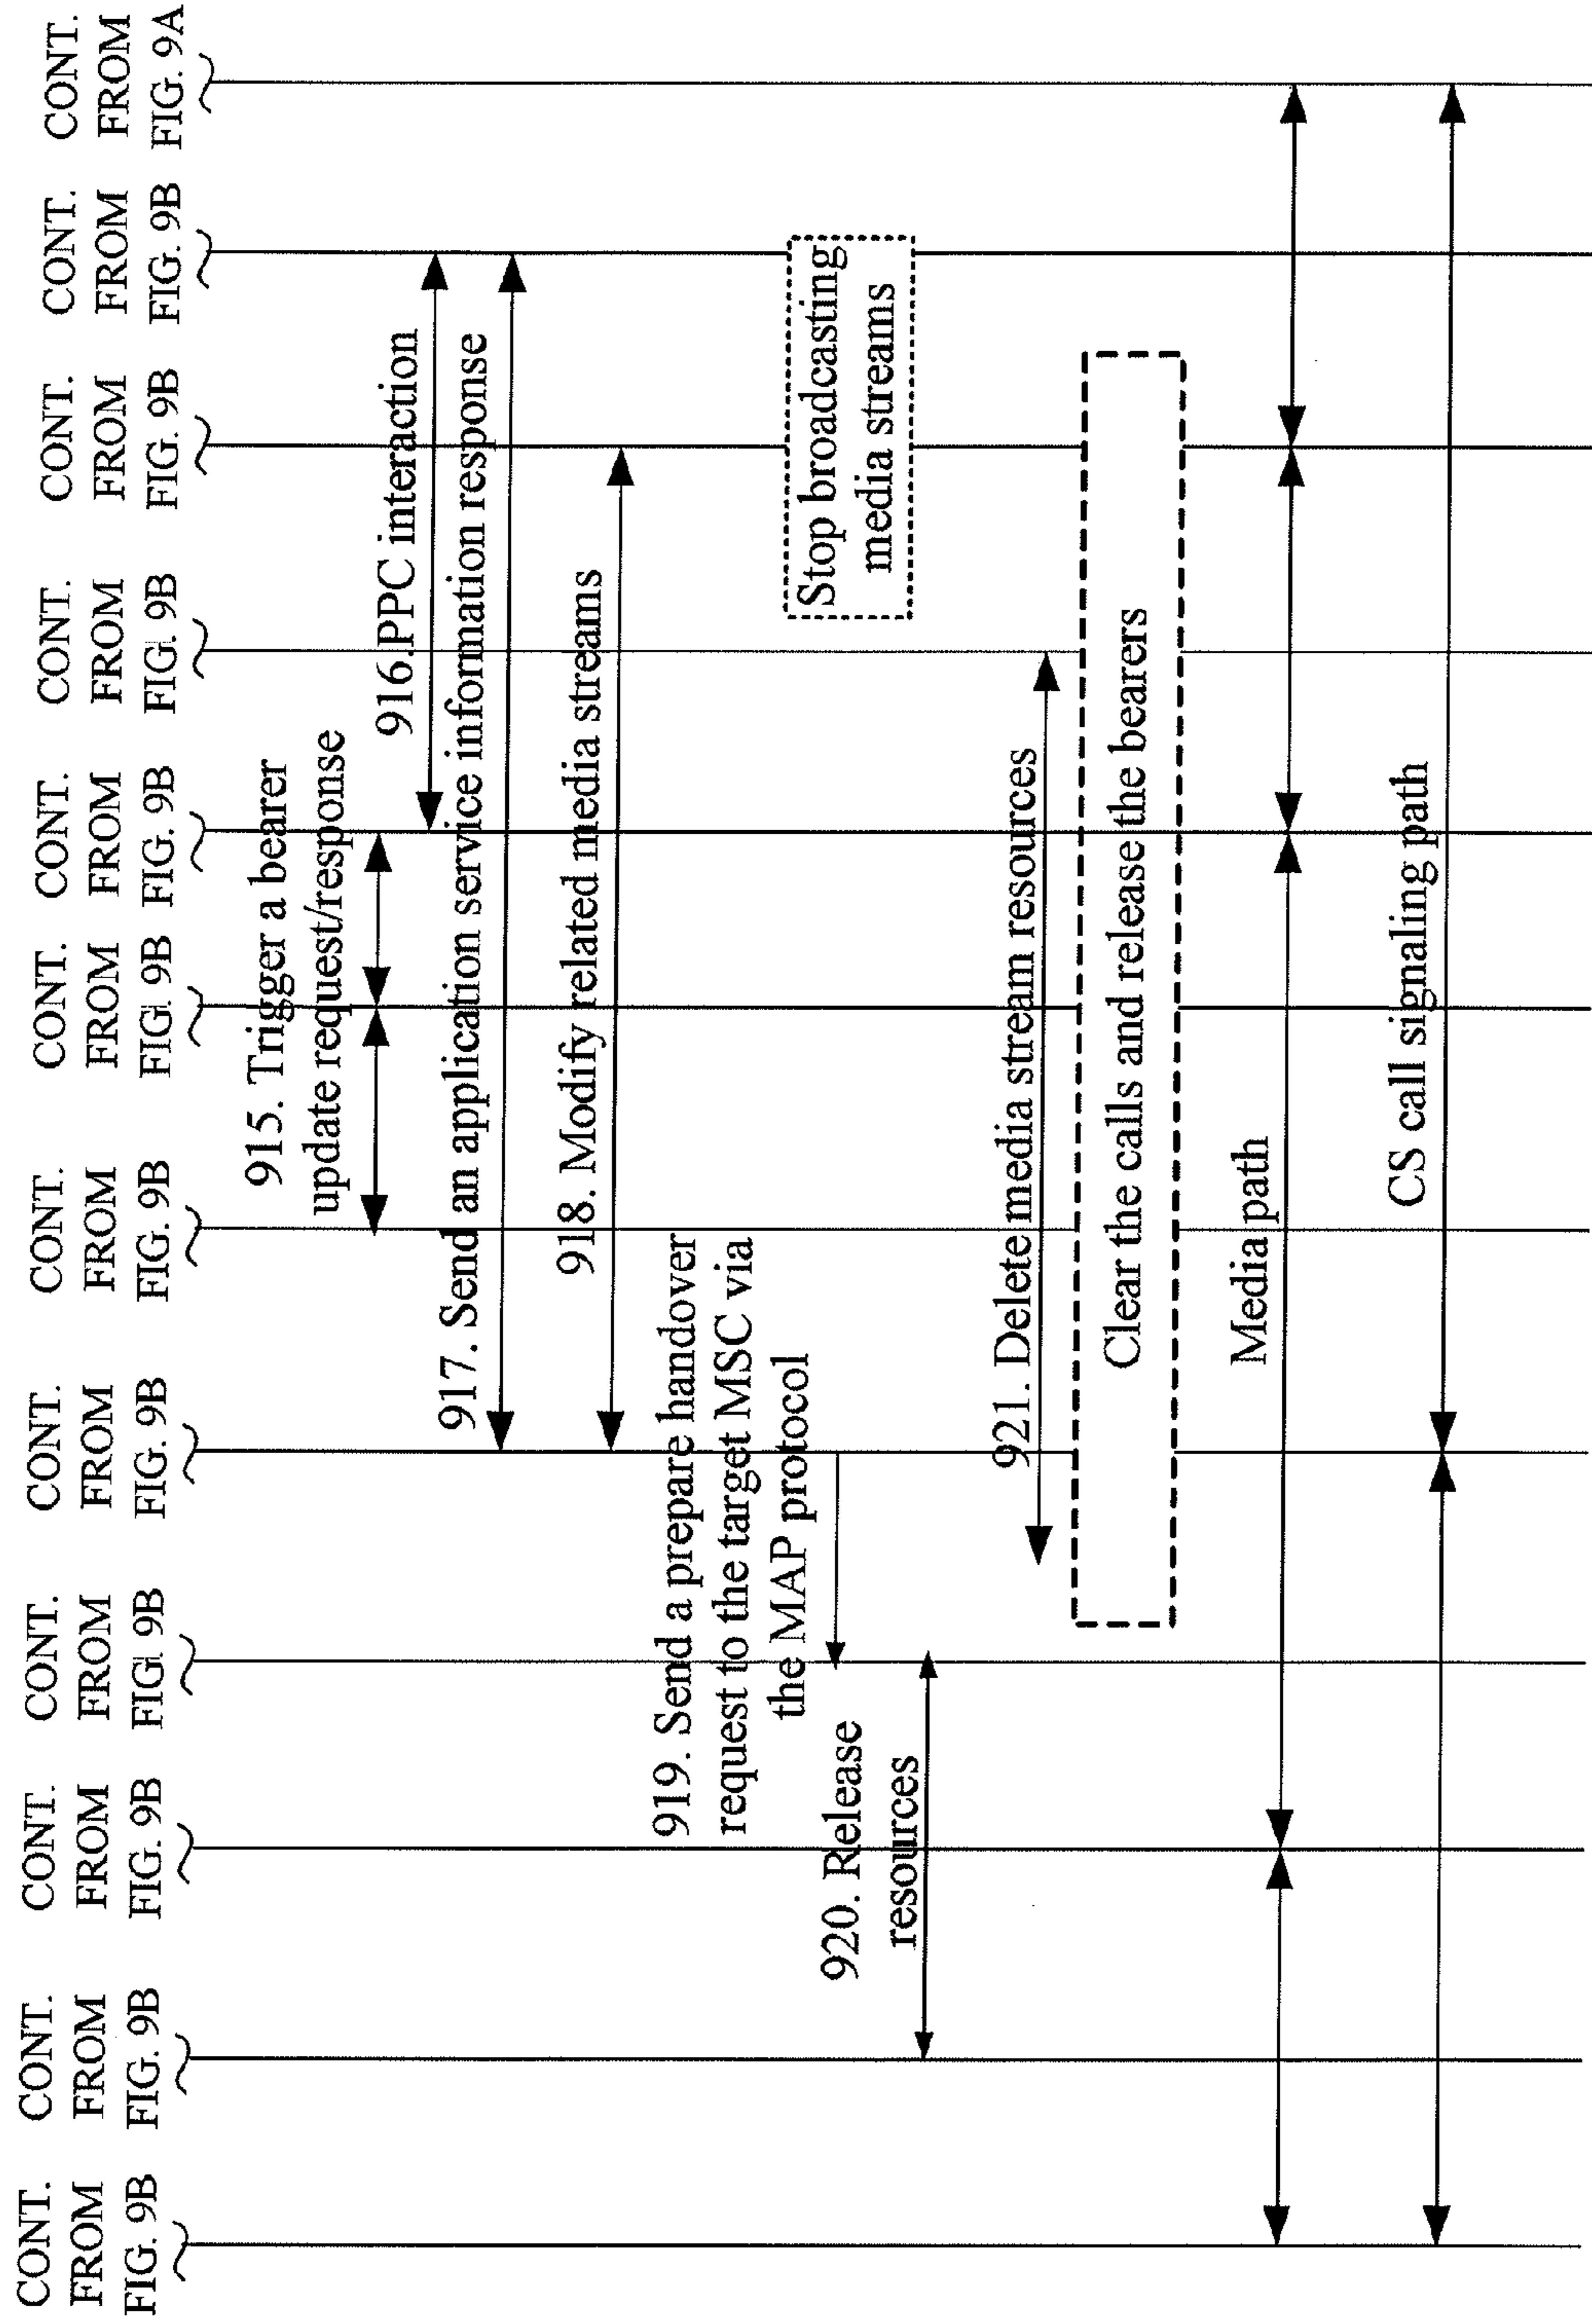 CONT.
FROM
FIG. 9B
CONT.
FROM
FIG. 9B
CONT.
FROM
FIG. 9B
CONT.
FROM
FIG. 9B
CONT.
FROM
FIG. 9B
CONT.
FROM
FIG. 9B
CONT.
FROM
FIG. 9B
CONT.
FROM
FIG. 9B
CONT.
FROM
FIG. 9B
CONT.
FROM
FIG. 9B
CONT.
FROM
FIG. 9B
CONT.
FROM
FIG. 9A
915. Trigger a bearer
update request/response
916.PPC interaction
917. Send an application service information response
918. Modify related media streams
919. Send a prepare handover
request to the target MSC via
the MAP protocol
Stop broadcasting
media streams
920. Release
resources
921. Delete media stream resources
Clear the calls and release the bearers
Media path
CS call signaling path